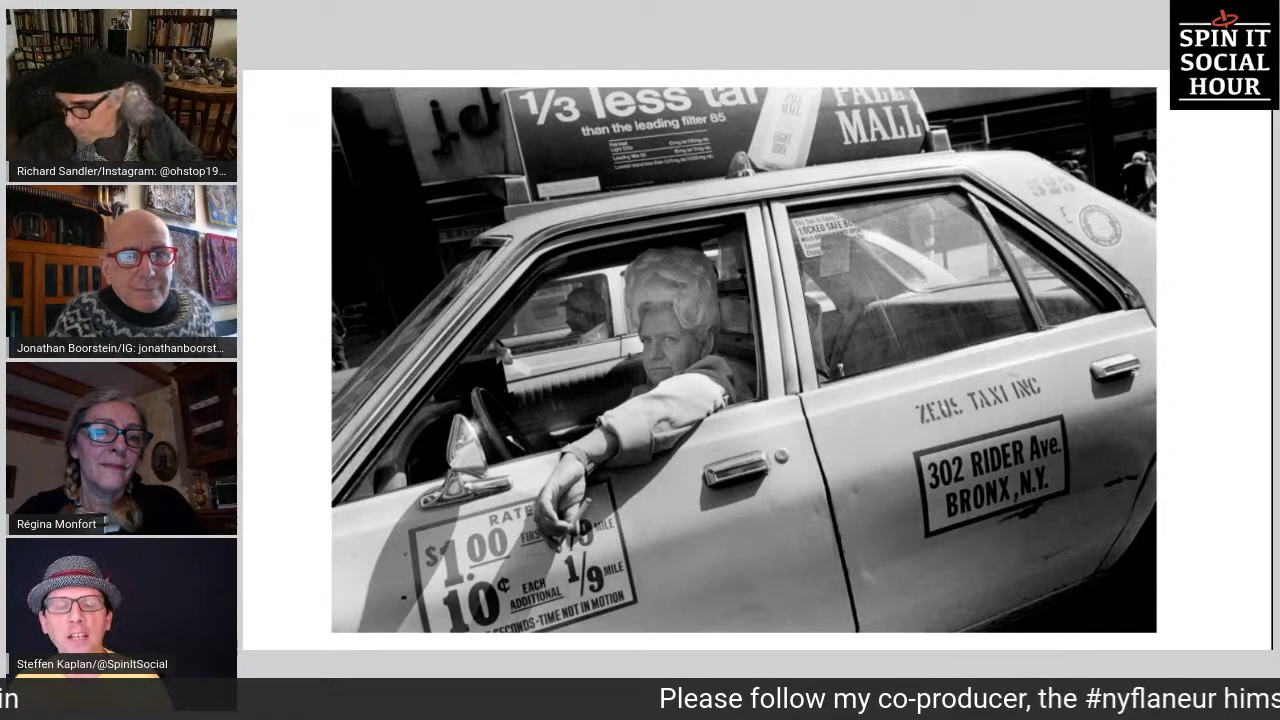 SPIN IT
SOCIAL
HOUR
Richard Sandler/Instagram: @ohstop19…
Jonathan Boorstein/IG: jonathanboorst…
Régina Monfort
Steffen Kaplan/@SpinItSocial
1/3 less tar
than the leading filter 85
PALL
MALL
LOCKED SAFE
ZEUS TAXI INC
302 RIDER Ave.
BRONX, N.Y.
RATE
$1.00 FIRST 1/9 MILE
10¢ EACH ADDITIONAL 1/9 MILE
SECONDS-TIME NOT IN MOTION
in
Please follow my co-producer, the #nyflaneur hims